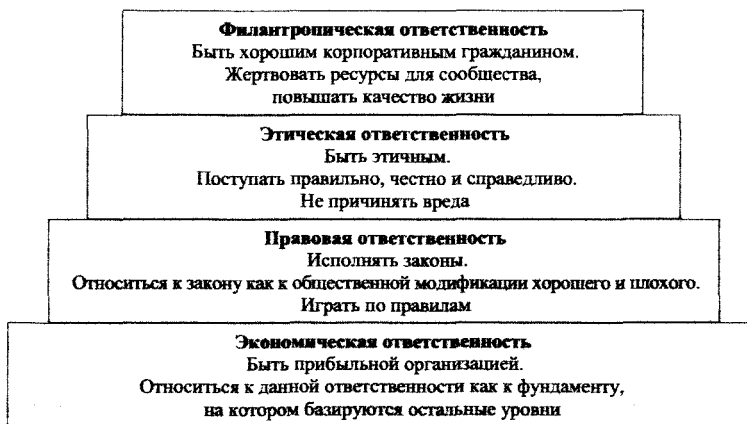 Филантропическая ответственность
Быть хорошим корпоративным гражданином.
Жертвовать ресурсы для сообщества,
повышать качество жизни
Этическая ответственность
Быть этичным.
Поступать правильно, честно и справедливо.
Не причинять вреда
Правовая ответственность
Исполнять законы.
Относиться к закону как к общественной модификации хорошего и плохого.
Играть по правилам
Экономическая ответственность
Быть прибыльной организацией.
Относиться к данной ответственности как к фундаменту,
на котором базируются остальные уровни